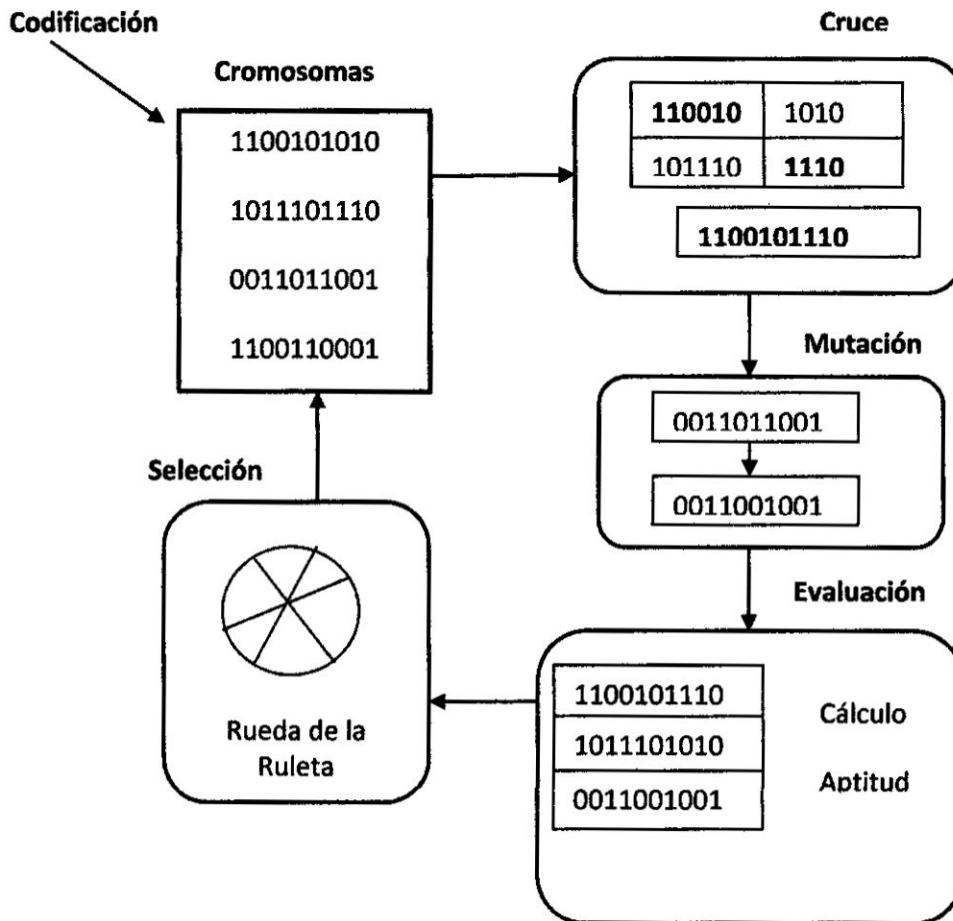 Codificación
Cromosomas
1100101010
1011101110
0011011001
1100110001
Cruce
110010 1010
101110 1110
1100101110
Mutación
0011011001
0011001001
Evaluación
1100101110
1011101010
0011001001
Cálculo
Aptitud
Selección
Rueda de la
Ruleta